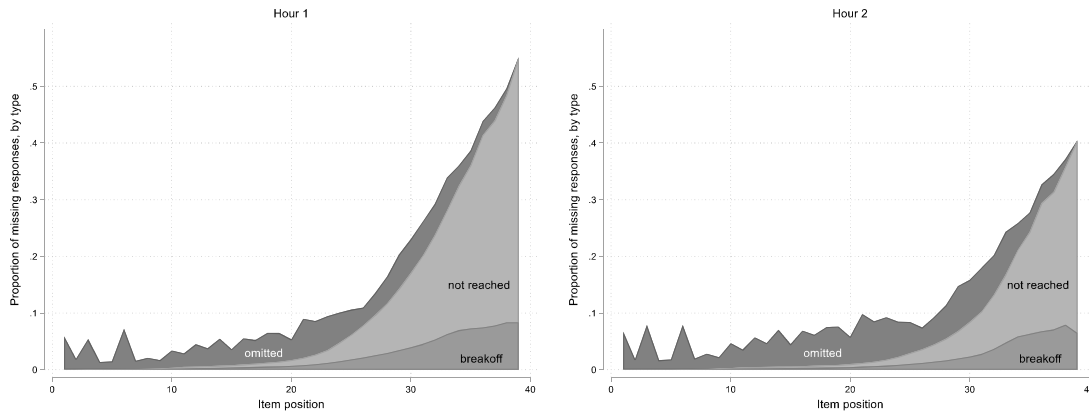 Hour 1
Proportion of missing responses, by type
.5
.4
.3
.2
.1
0
not reached
omitted
breakoff
0 10 20 30 40
Item position
Hour 2
Proportion of missing responses, by type
.5
.4
.3
.2
.1
0
not reached
omitted
breakoff
0 10 20 30 40
Item position